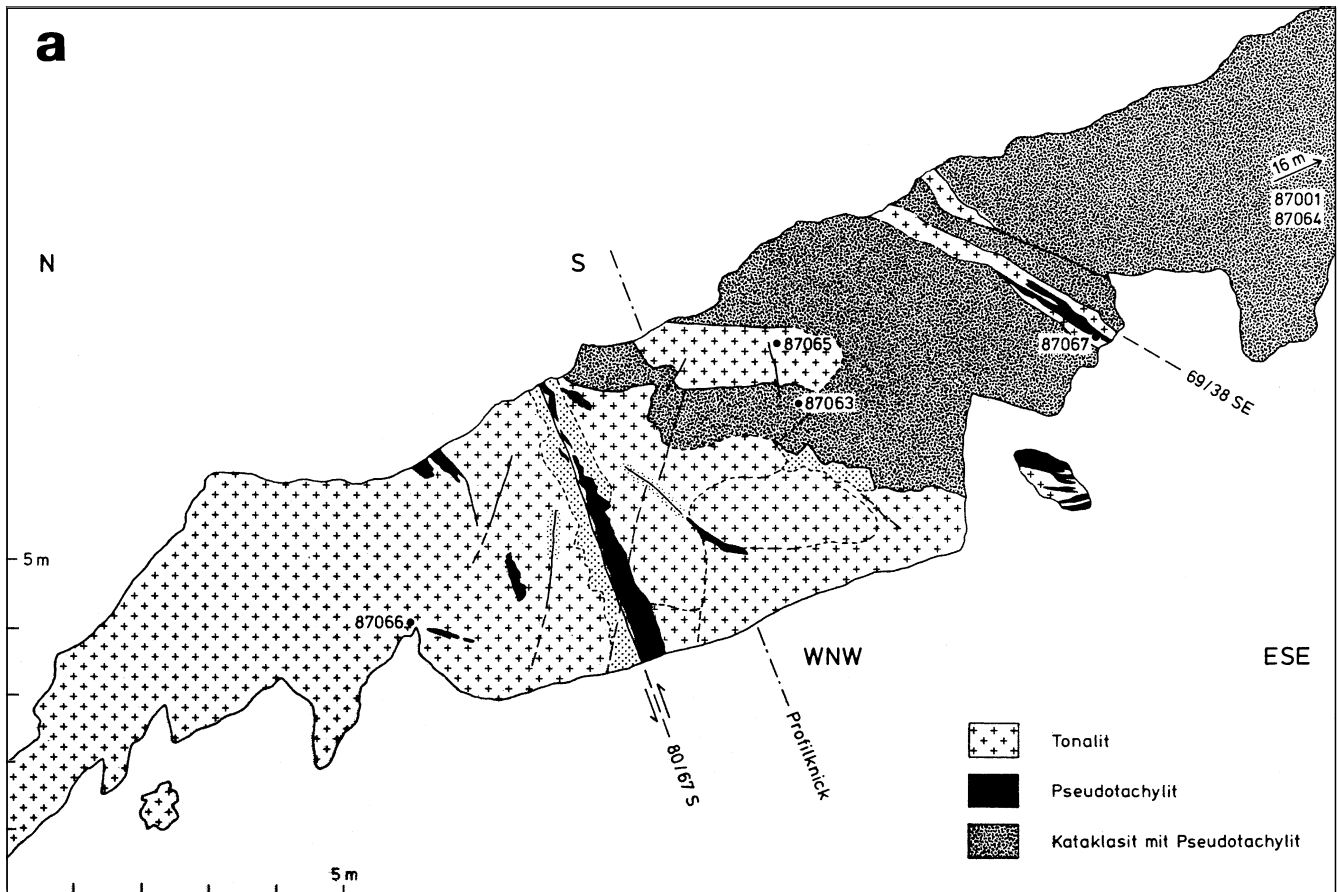 a
16 m
87001
87064
N
S
87065
87067
69/38 SE
87063
5 m
87066
WNW
ESE
80/67 S
Profilknick
Tonalit
Pseudotachylit
Kataklasit mit Pseudotachylit
5 m